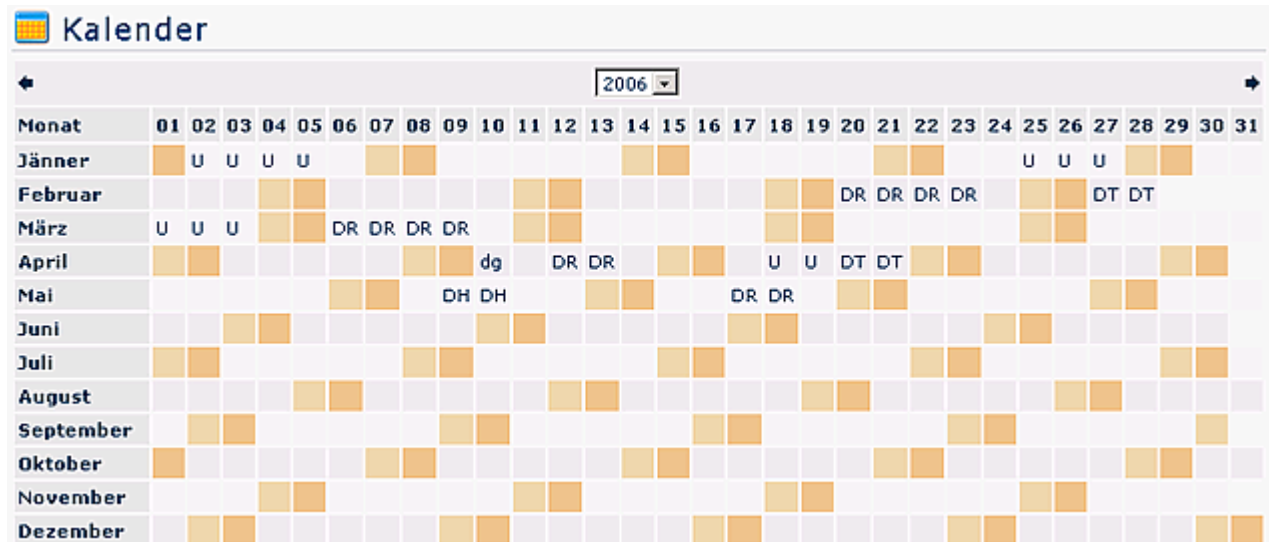 Kalender
2006
Monat 01 02 03 04 05 06 07 08 09 10 11 12 13 14 15 16 17 18 19 20 21 22 23 24 25 26 27 28 29 30 31
Jänner U U U U U U U
Februar DR DR DR DR DT DT
März U U U DR DR DR DR
April dg DR DR U U DT DT
Mai DH DH DR DR
Juni
Juli
August
September
Oktober
November
Dezember